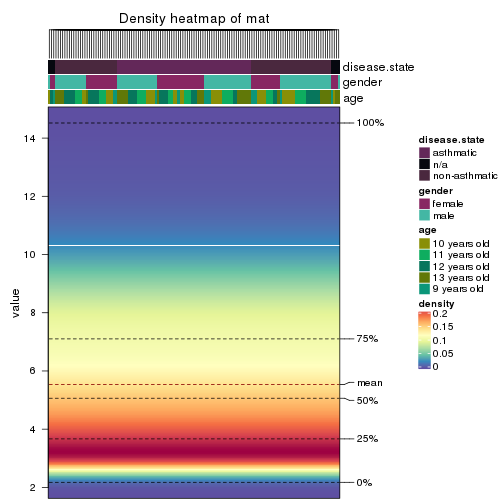 Density heatmap of mat
disease.state
gender
age
100%
75%
mean
50%
25%
0%
14
12
10
8
6
4
2
value
disease.state
asthmatic
n/a
non-asthmatic
gender
female
male
age
10 years old
11 years old
12 years old
13 years old
9 years old
density
0.2
0.15
0.1
0.05
0